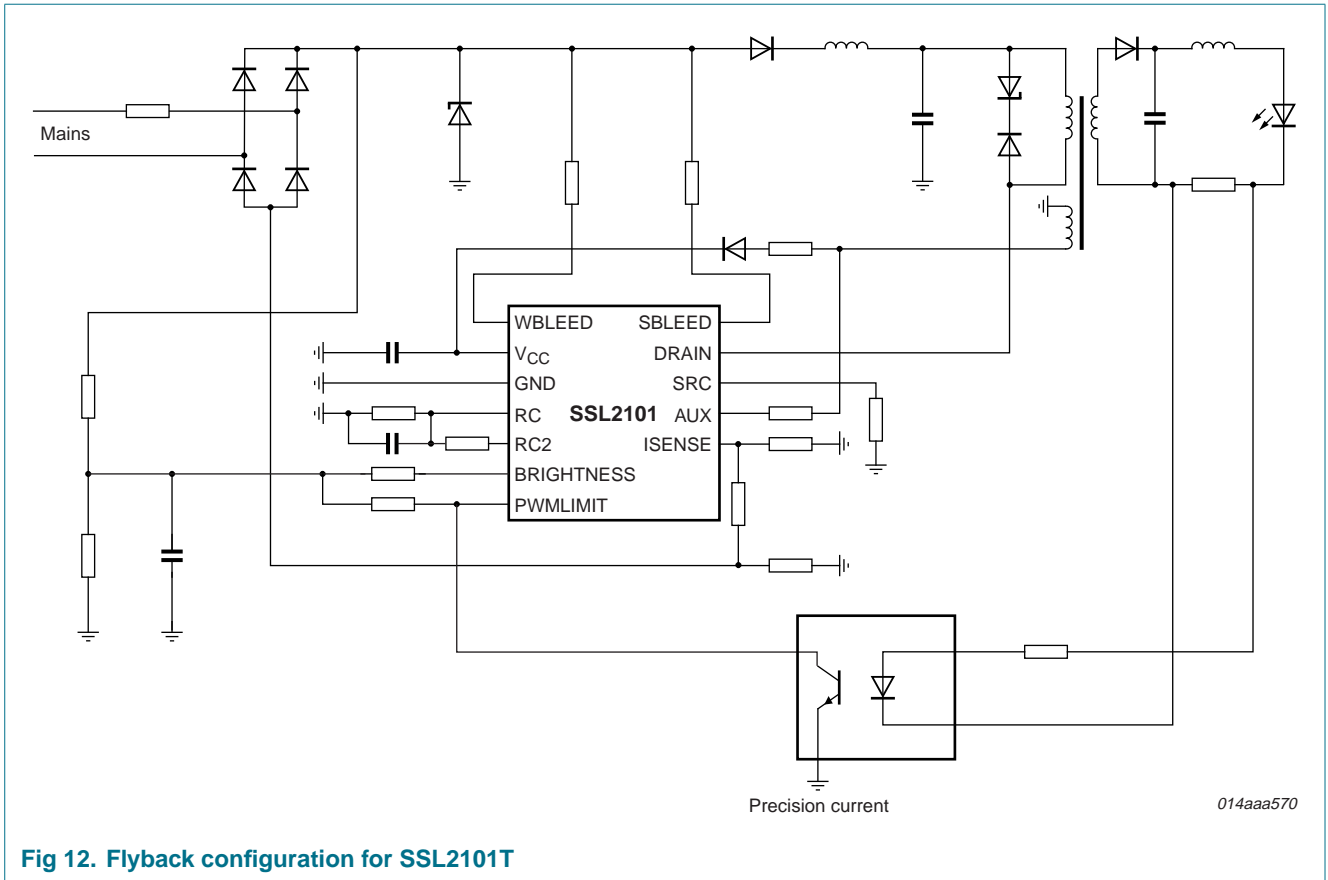 Mains
WBLEED SBLEED
VCC DRAIN
GND SRC
RC SSL2101 AUX
RC2 ISENSE
BRIGHTNESS
PWMLIMIT
Precision current
014aaa570
Fig 12. Flyback configuration for SSL2101T